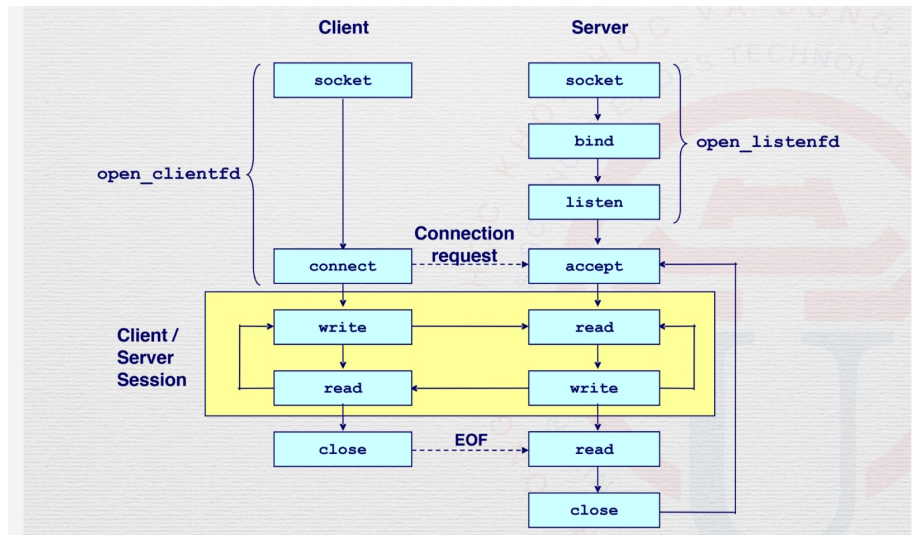 Client
Server
socket
socket
bind
open_listenfd
open_clientfd
listen
Connection
request
connect
accept
Client /
Server
Session
write
read
read
write
close
EOF
read
close